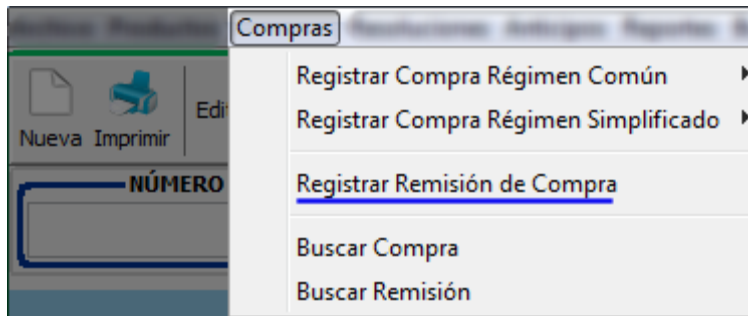 Compras
Registrar Compra Régimen Común
Registrar Compra Régimen Simplificado
Nueva Imprimir
Registrar Remisión de Compra
NÚMERO
Buscar Compra
Buscar Remisión